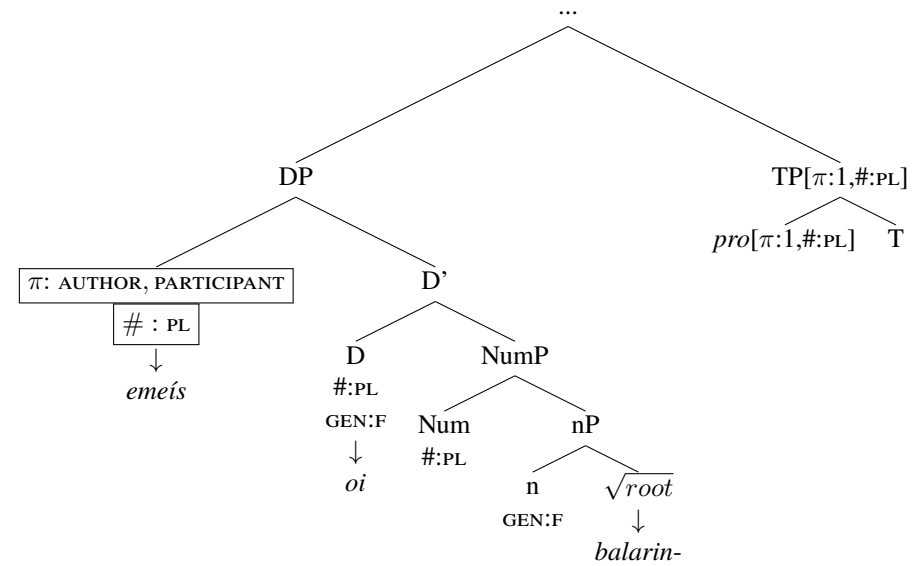 ...
DP TP[π:1,#:PL]
pro[π:1,#:PL] T
π: AUTHOR, PARTICIPANT D'
# : PL
↓ D NumP
emeís #:PL
GEN:F Num nP
↓ #:PL
oi n √root
GEN:F ↓
balarin-